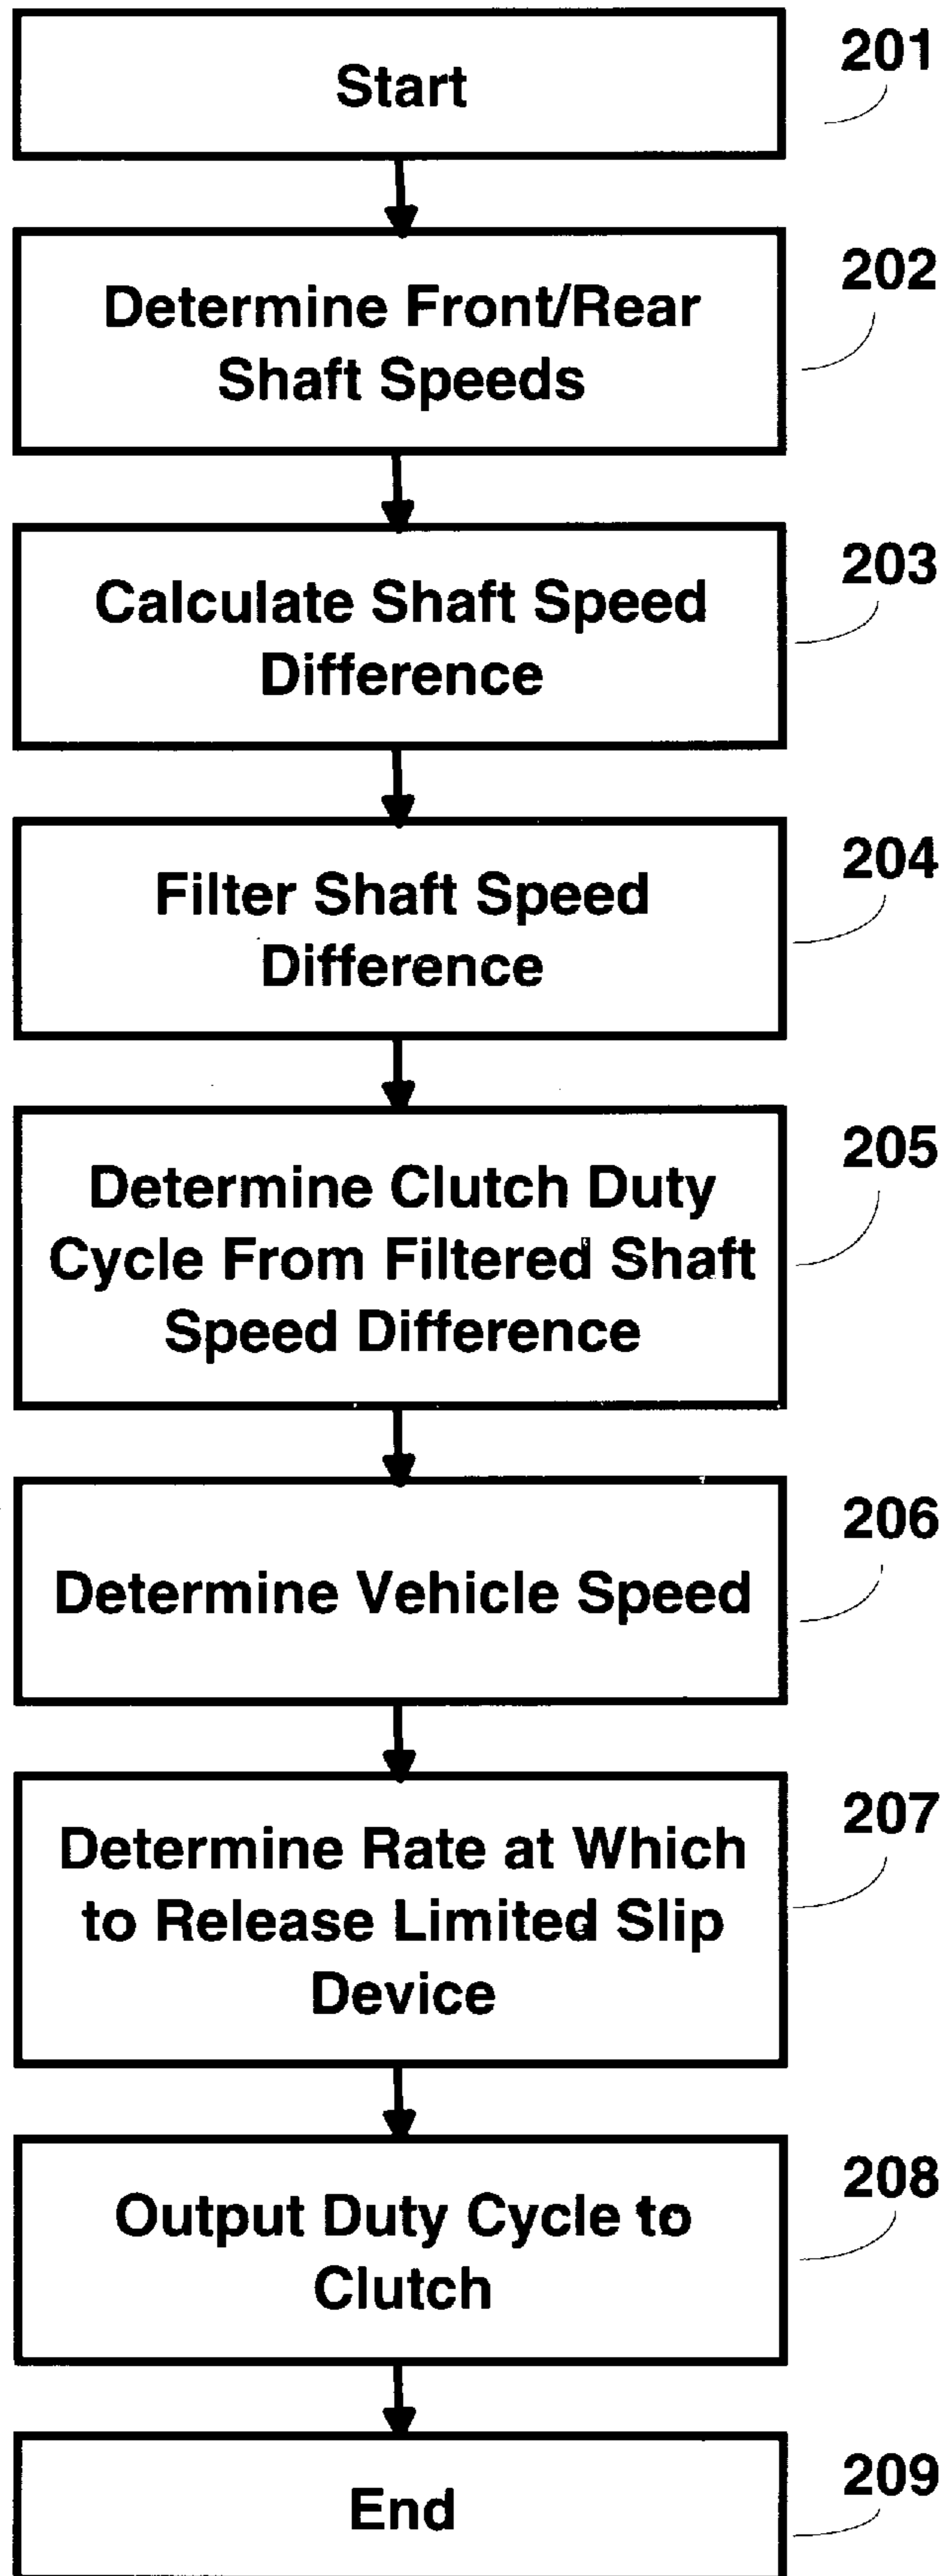 Start
201
Determine Front/Rear
Shaft Speeds
202
Calculate Shaft Speed
Difference
203
Filter Shaft Speed
Difference
204
Determine Clutch Duty
Cycle From Filtered Shaft
Speed Difference
205
Determine Vehicle Speed
206
Determine Rate at Which
to Release Limited Slip
Device
207
Output Duty Cycle to
Clutch
208
End
209